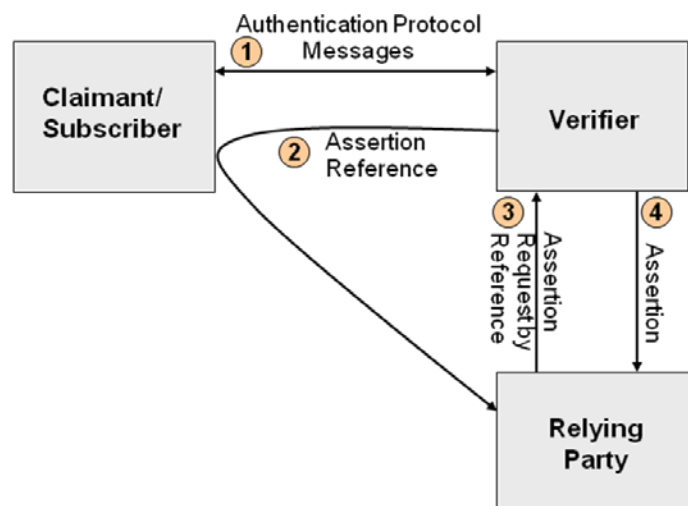 Authentication Protocol
1
Messages
Claimant/
Subscriber
Verifier
2
Assertion
Reference
3
Assertion
Request by
Reference
4
Assertion
Relying
Party